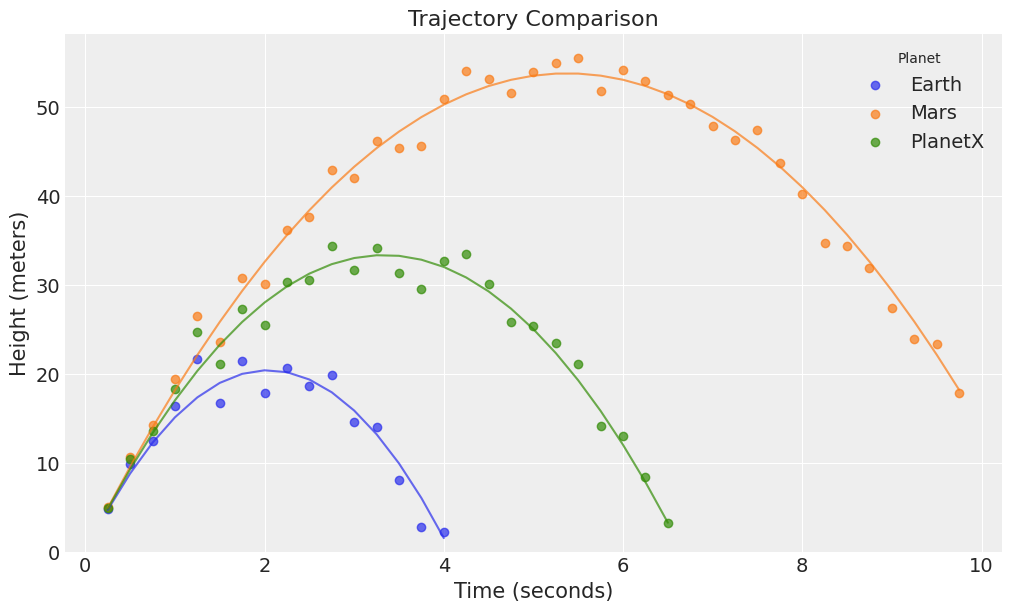 Trajectory Comparison
Planet
Earth
Mars
PlanetX
Height (meters)
50
40
30
20
10
0
0 2 4 6 8 10
Time (seconds)